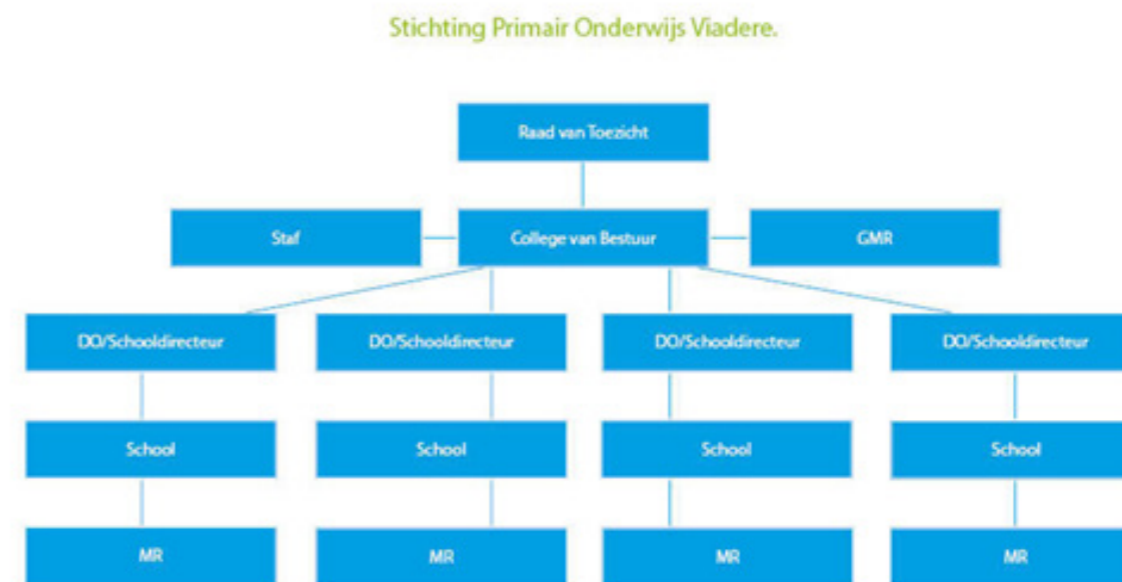 Stichting Primair Onderwijs Viadere.
Raad van Toezicht
Staf
College van Bestuur
GMR
DO/Schooldirecteur
DO/Schooldirecteur
DO/Schooldirecteur
DO/Schooldirecteur
School
School
School
School
MR
MR
MR
MR